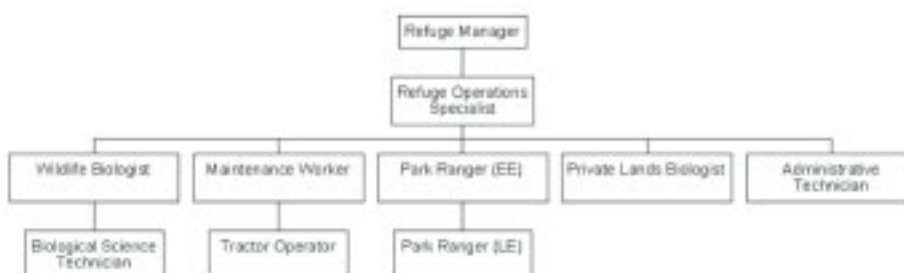 Refuge Manager
Refuge Operations
Specialist
Wildlife Biologist
Maintenance Worker
Park Ranger (EE)
Private Lands Biologist
Administrative
Technician
Biological Science
Technician
Tractor Operator
Park Ranger (LE)